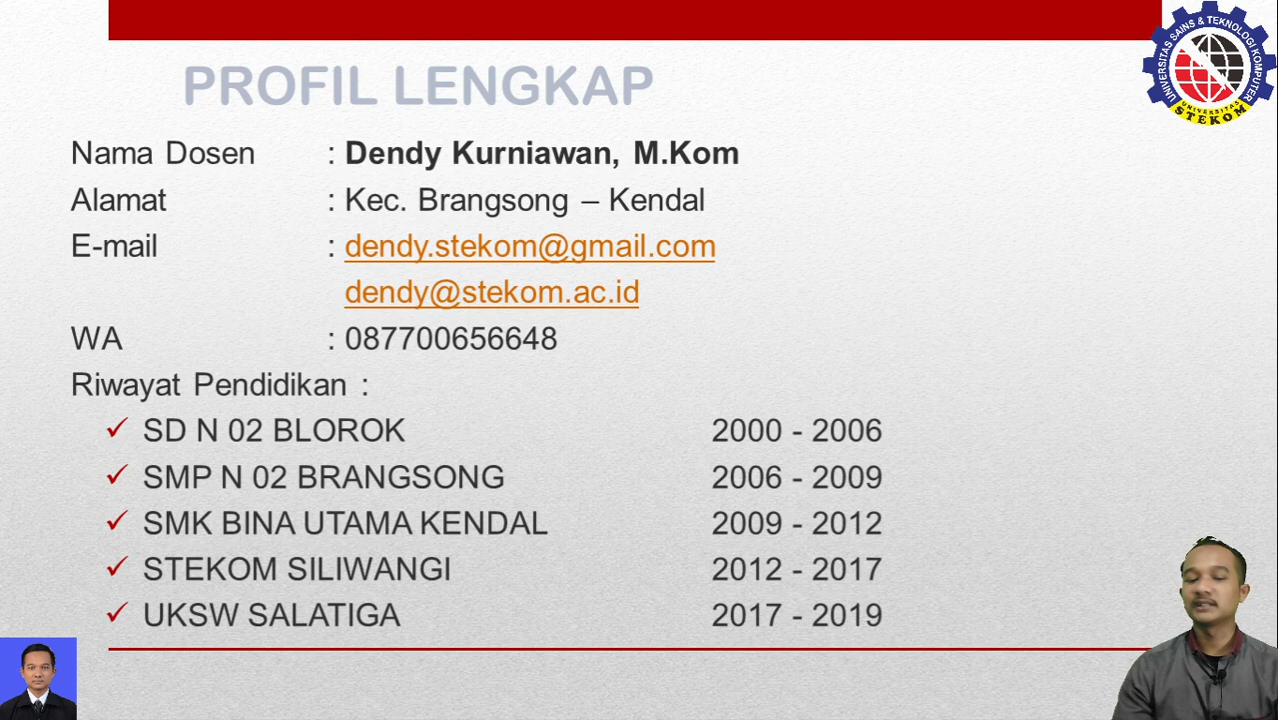 PROFIL LENGKAP
UNIVERSITAS SAINS & TEKNOLOGI KOMPUTER
UNIVERSITAS
STEKOM
Nama Dosen : Dendy Kurniawan, M.Kom
Alamat : Kec. Brangsong – Kendal
E-mail : dendy.stekom@gmail.com
dendy@stekom.ac.id
WA : 087700656648
Riwayat Pendidikan :
✓ SD N 02 BLOROK 2000 - 2006
✓ SMP N 02 BRANGSONG 2006 - 2009
✓ SMK BINA UTAMA KENDAL 2009 - 2012
✓ STEKOM SILIWANGI 2012 - 2017
✓ UKSW SALATIGA 2017 - 2019